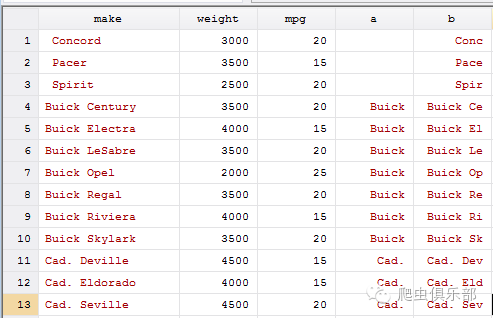 make weight mpg a b
1 Concord 3000 20 Conc
2 Pacer 3500 15 Pace
3 Spirit 2500 20 Spir
4 Buick Century 3500 20 Buick Buick Ce
5 Buick Electra 4000 15 Buick Buick El
6 Buick LeSabre 3500 20 Buick Buick Le
7 Buick Opel 2000 25 Buick Buick Op
8 Buick Regal 3500 20 Buick Buick Re
9 Buick Riviera 4000 15 Buick Buick Ri
10 Buick Skylark 3500 20 Buick Buick Sk
11 Cad. Deville 4500 15 Cad. Cad. Dev
12 Cad. Eldorado 4000 15 Cad. Cad. Eld
13 Cad. Seville 4500 20 Cad. Cad. Sev
爬虫俱乐部